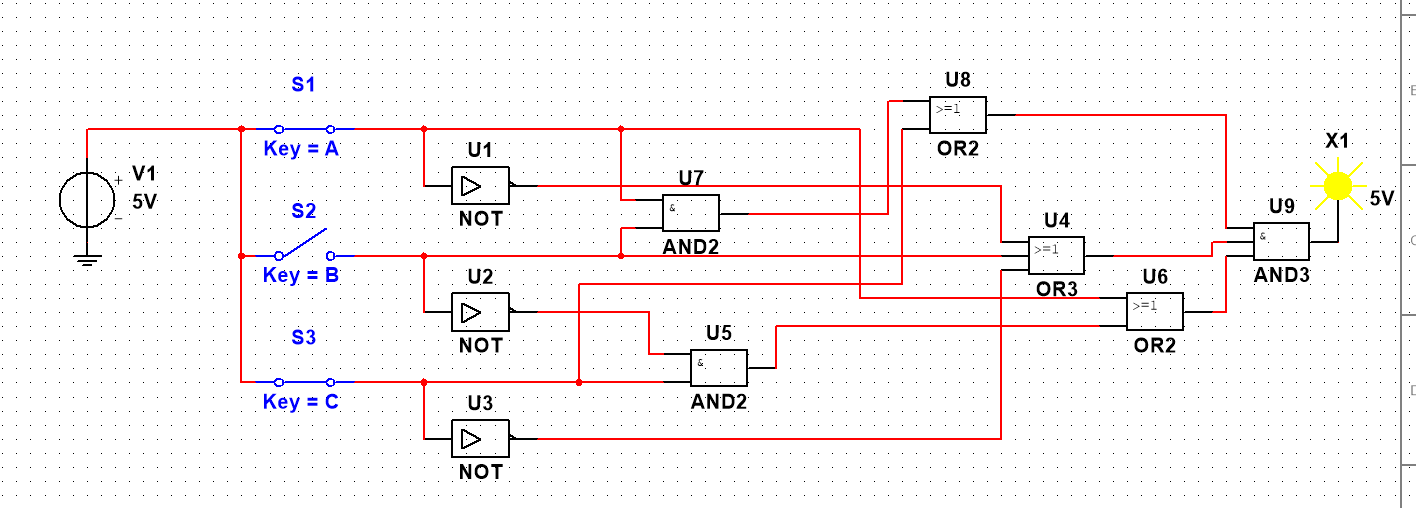 S1
Key = A
V1
5V
+
−
S2
Key = B
S3
Key = C
U1
NOT
U2
NOT
U3
NOT
U7
&
AND2
U5
&
AND2
U8
>=1
OR2
U4
>=1
OR3
U6
>=1
OR2
U9
&
AND3
X1
5V